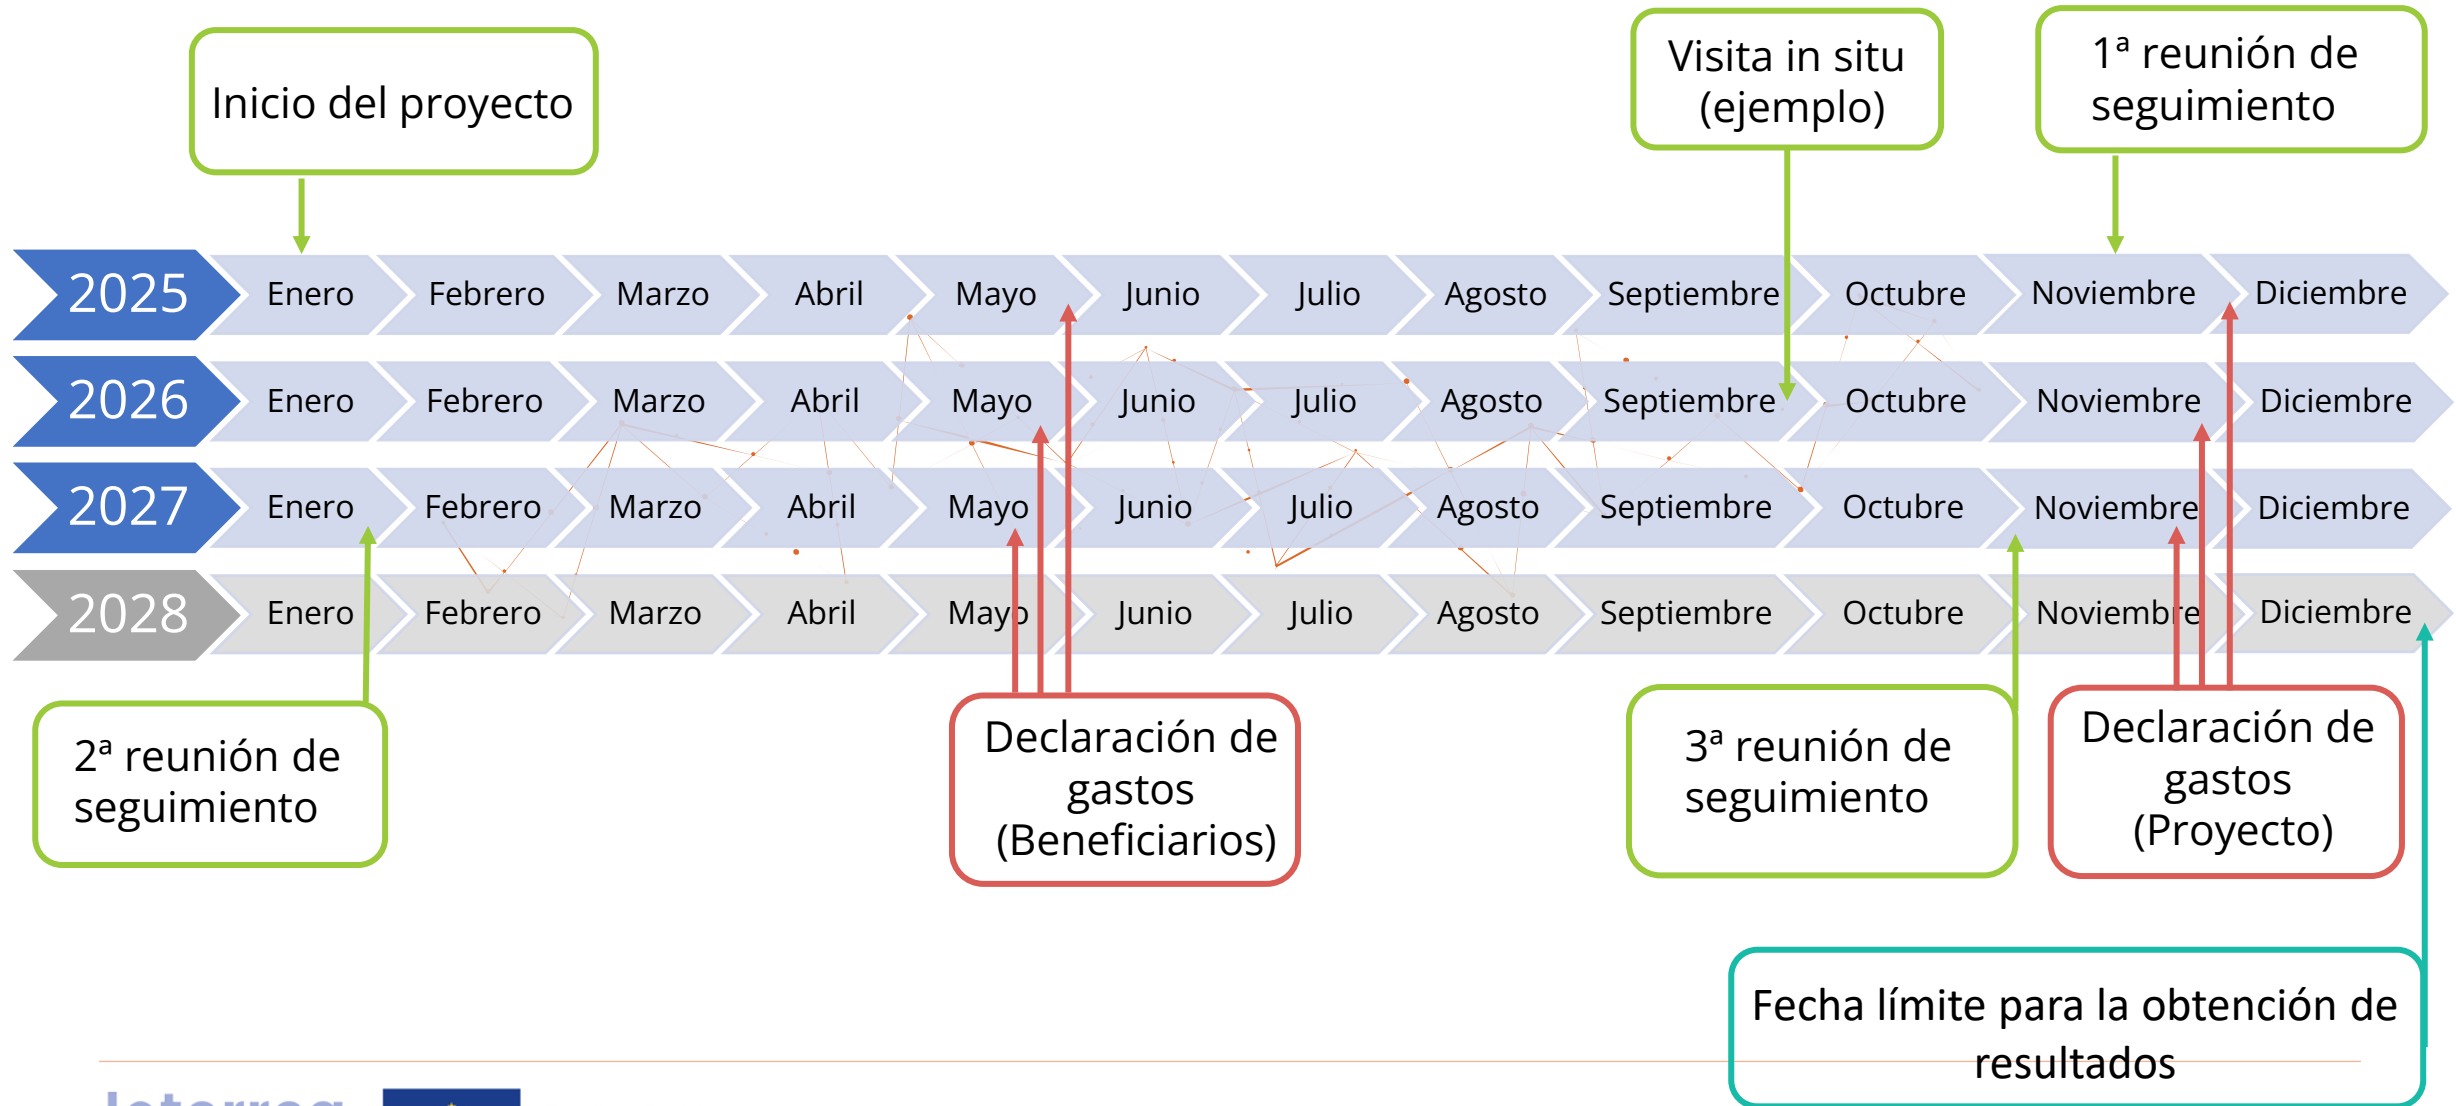 Inicio del proyecto
Visita in situ
(ejemplo)
1ª reunión de
seguimiento
2025 Enero Febrero Marzo Abril Mayo Junio Julio Agosto Septiembre Octubre Noviembre Diciembre
2026 Enero Febrero Marzo Abril Mayo Junio Julio Agosto Septiembre Octubre Noviembre Diciembre
2027 Enero Febrero Marzo Abril Mayo Junio Julio Agosto Septiembre Octubre Noviembre Diciembre
2028 Enero Febrero Marzo Abril Mayo Junio Julio Agosto Septiembre Octubre Noviembre Diciembre
2ª reunión de
seguimiento
Declaración de
gastos
(Beneficiarios)
3ª reunión de
seguimiento
Declaración de
gastos
(Proyecto)
Fecha límite para la obtención de
resultados